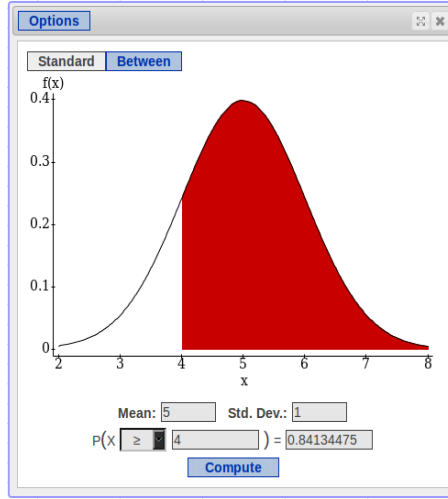 Options
Standard Between
f(x)
0.4
0.3
0.2
0.1
0
2 3 4 5 6 7 8
x
Mean: 5 Std. Dev.: 1
P(X ≥ 4 ) = 0.84134475
Compute